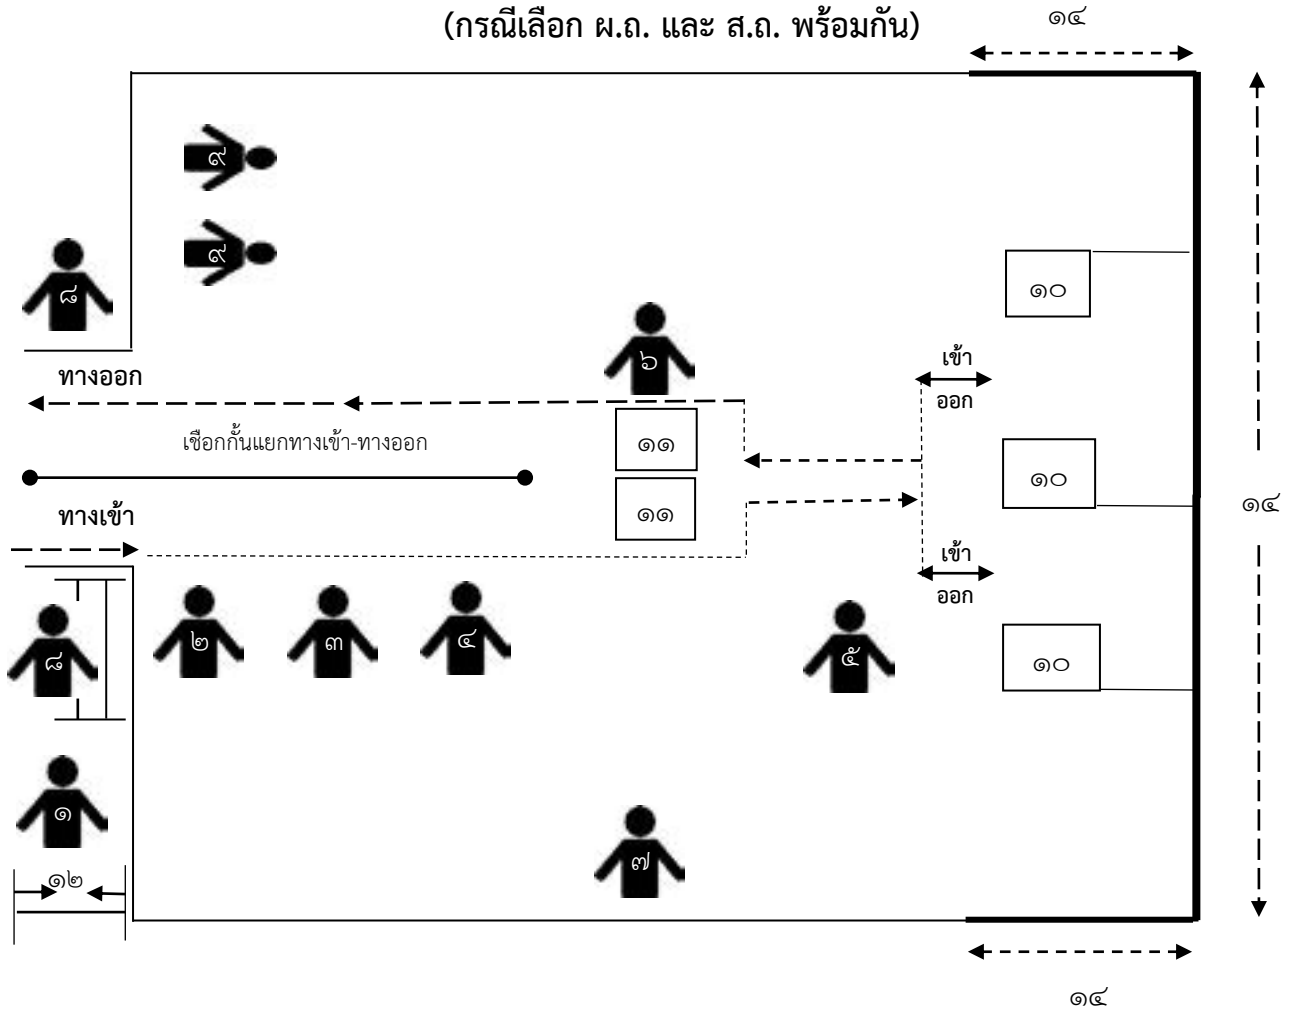 (กรณีเลือก ผ.ถ. และ ส.ถ. พร้อมกัน)
๑๔
๙
๙
๘
๑๐
๖
เข้า
ทางออก
ออก
เชือกกั้นแยกทางเข้า-ทางออก
๑๑
๑๐
๑๔
ทางเข้า
๑๑
เข้า
ออก
๒
๓
๔
๕
๘
๑๐
๑
๗
๑๒
๑๔